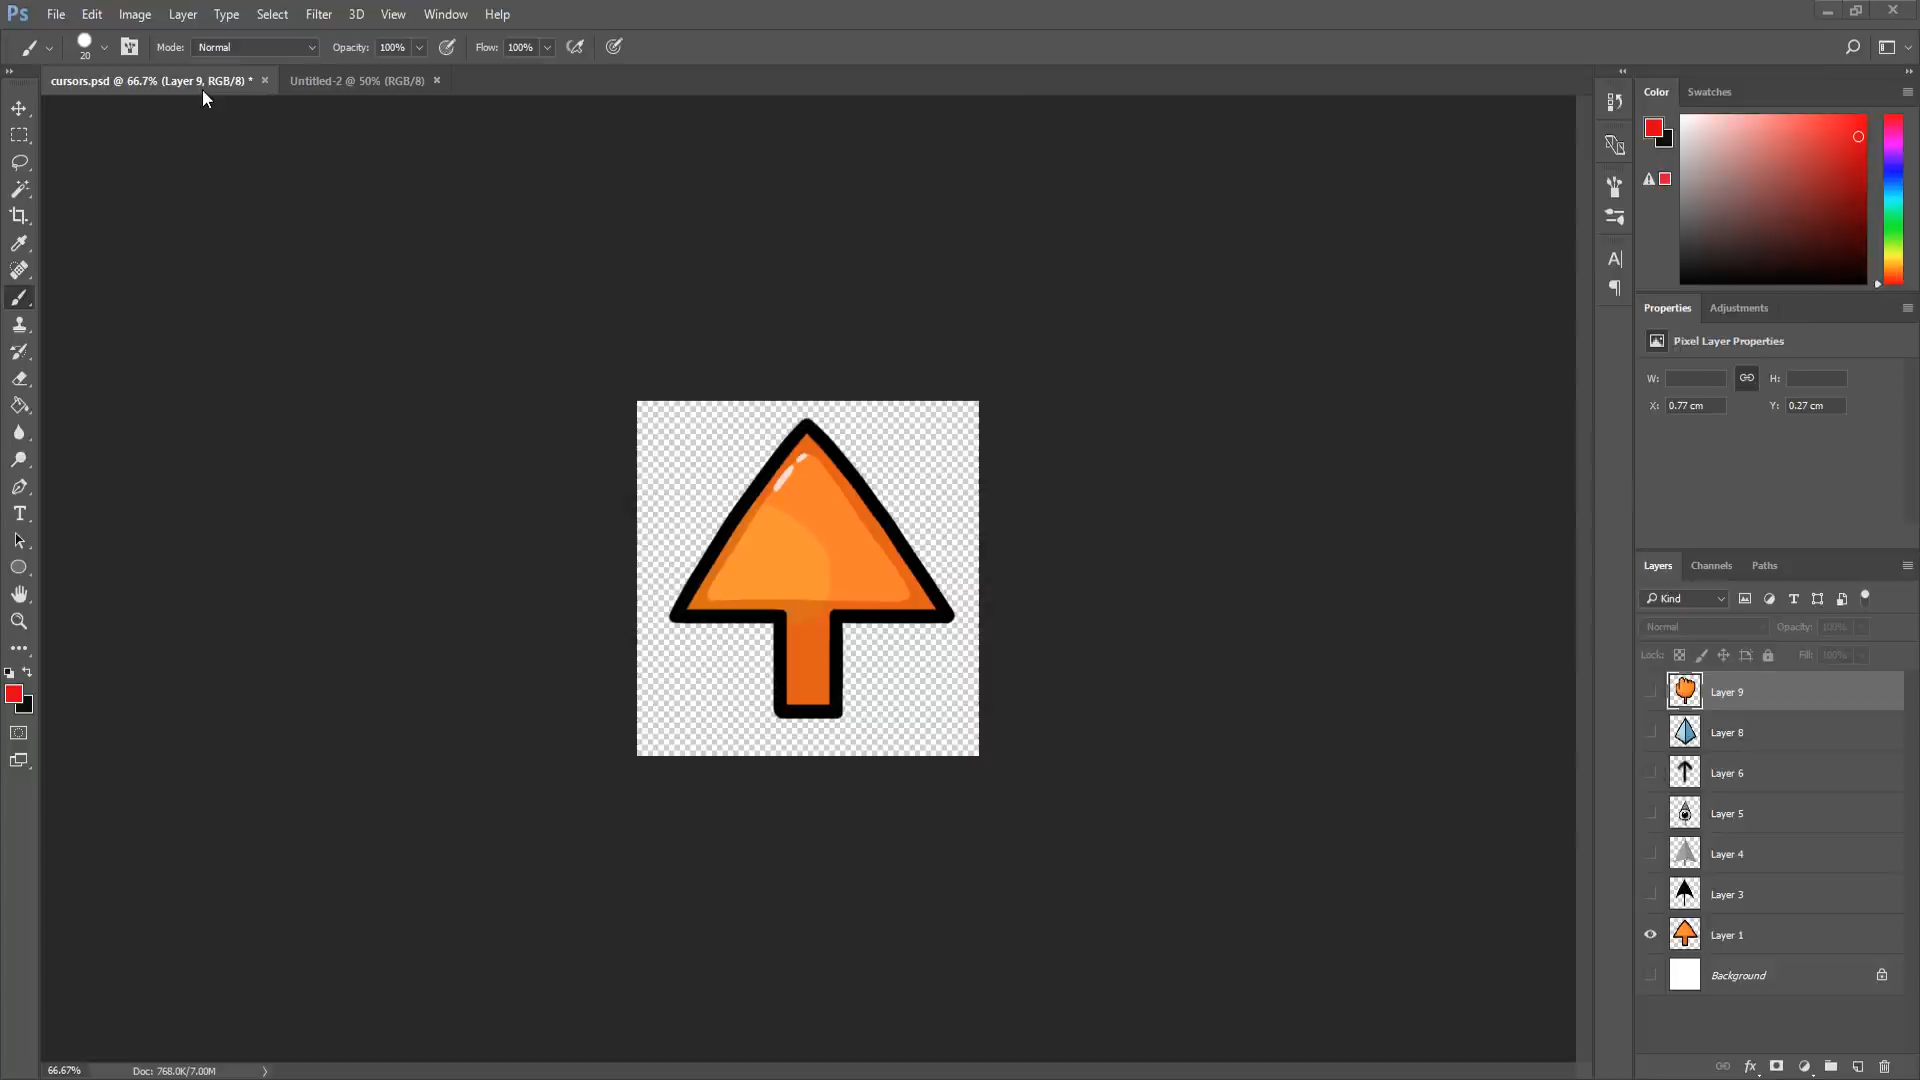 Ps File Edit Image Layer Type Select Filter 3D View Window Help
20 Mode: Normal Opacity: 100% Flow: 100%
cursors.psd @ 66.7% (Layer 9, RGB/8) * × Untitled-2 @ 50% (RGB/8) ×
Color Swatches
Properties Adjustments
Pixel Layer Properties
W: H:
X: 0.77 cm Y: 0.27 cm
Layers Channels Paths
Kind
Normal Opacity: 100%
Lock: Fill: 100%
Layer 9
Layer 8
Layer 6
Layer 5
Layer 4
Layer 3
Layer 1
Background
66.67% Doc: 768.0K/7.00M